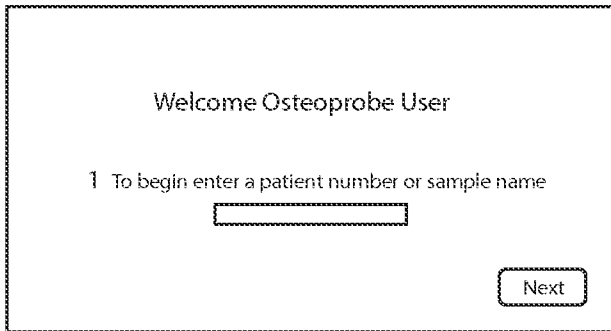 Welcome Osteoprobe User
1 To begin enter a patient number or sample name
Next